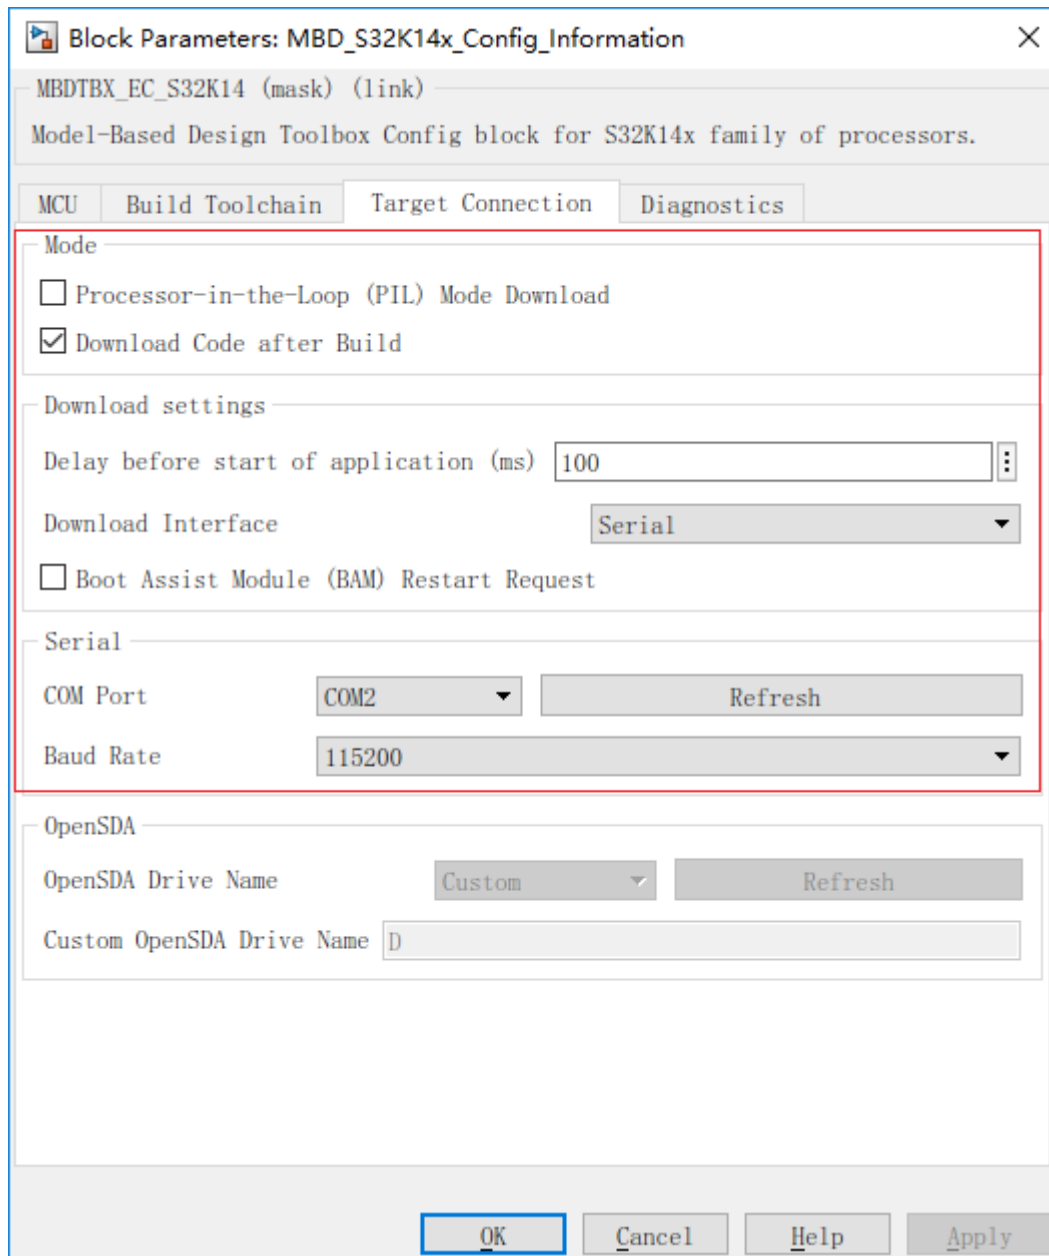 Block Parameters: MBD_S32K14x_Config_Information
MBDTBX_EC_S32K14 (mask) (link)
Model-Based Design Toolbox Config block for S32K14x family of processors.
MCU Build Toolchain Target Connection Diagnostics
Mode
Processor-in-the-Loop (PIL) Mode Download
Download Code after Build
Download settings
Delay before start of application (ms) 100
Download Interface Serial
Boot Assist Module (BAM) Restart Request
Serial
COM Port COM2 Refresh
Baud Rate 115200
OpenSDA
OpenSDA Drive Name Custom Refresh
Custom OpenSDA Drive Name D
OK Cancel Help Apply